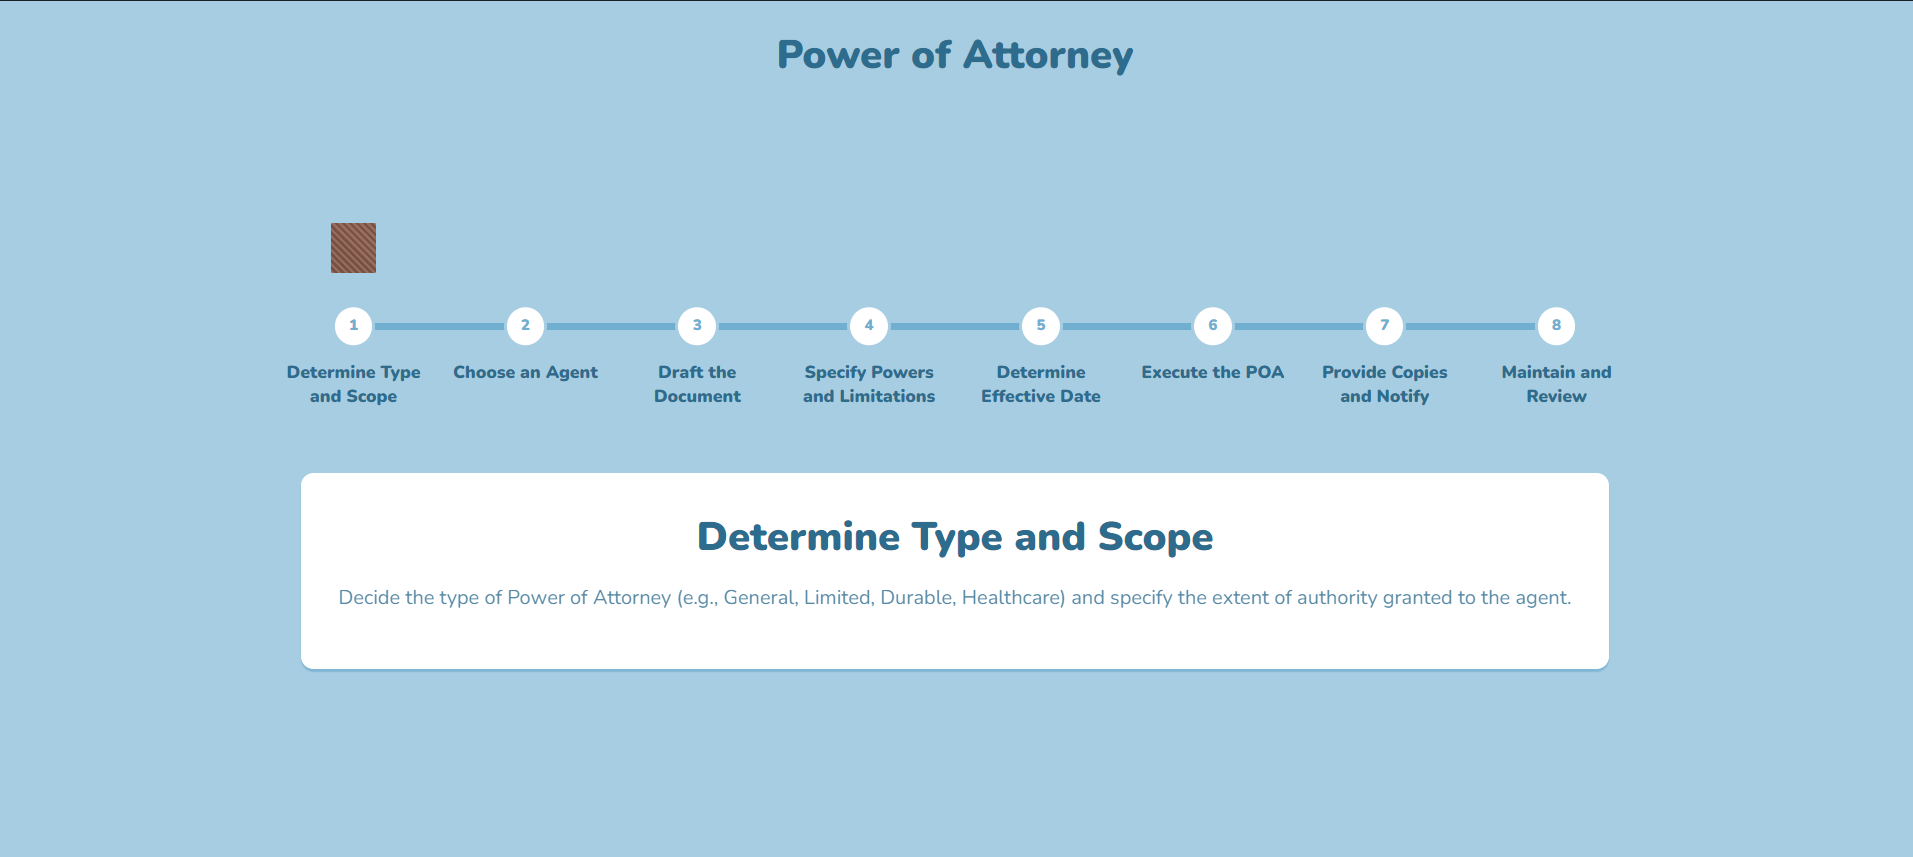 Power of Attorney
1
2
3
4
5
6
7
8
Determine Type
and Scope
Choose an Agent
Draft the
Document
Specify Powers
and Limitations
Determine
Effective Date
Execute the POA
Provide Copies
and Notify
Maintain and
Review
Determine Type and Scope
Decide the type of Power of Attorney (e.g., General, Limited, Durable, Healthcare) and specify the extent of authority granted to the agent.